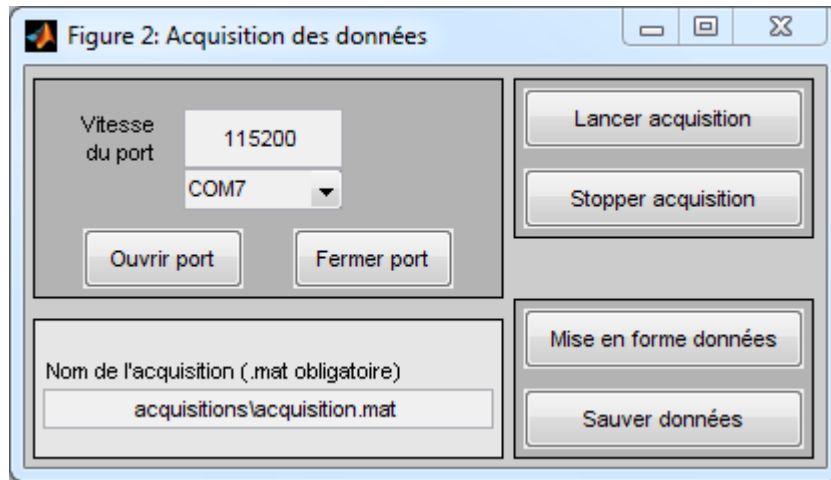 Figure 2: Acquisition des données
Vitesse
du port
115200
COM7
Ouvrir port
Fermer port
Nom de l'acquisition (.mat obligatoire)
acquisitions\acquisition.mat
Lancer acquisition
Stopper acquisition
Mise en forme données
Sauver données